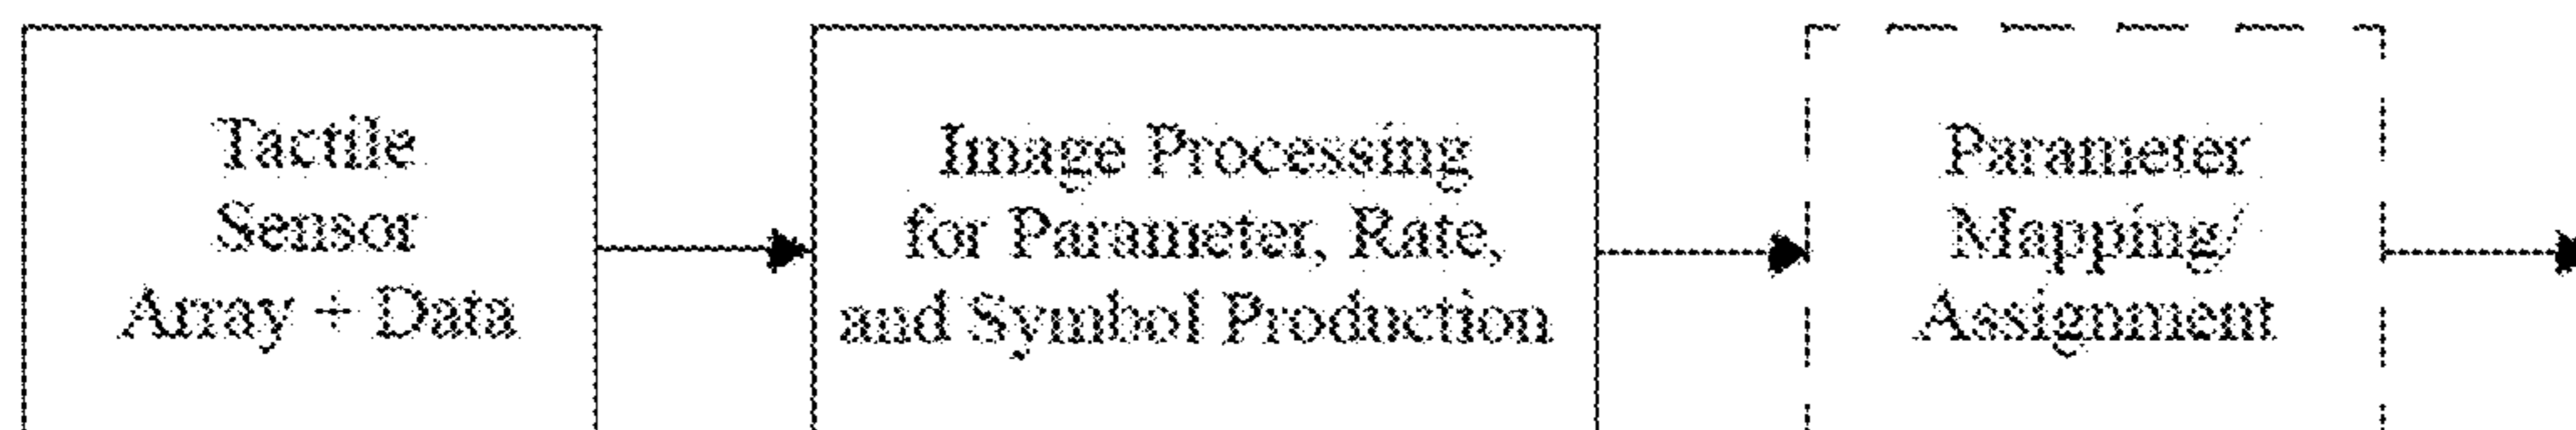 Tactile
Sensor
Array + Data
Image Processing
for Parameter, Rate,
and Symbol Production
Parameter
Mapping/
Assignment